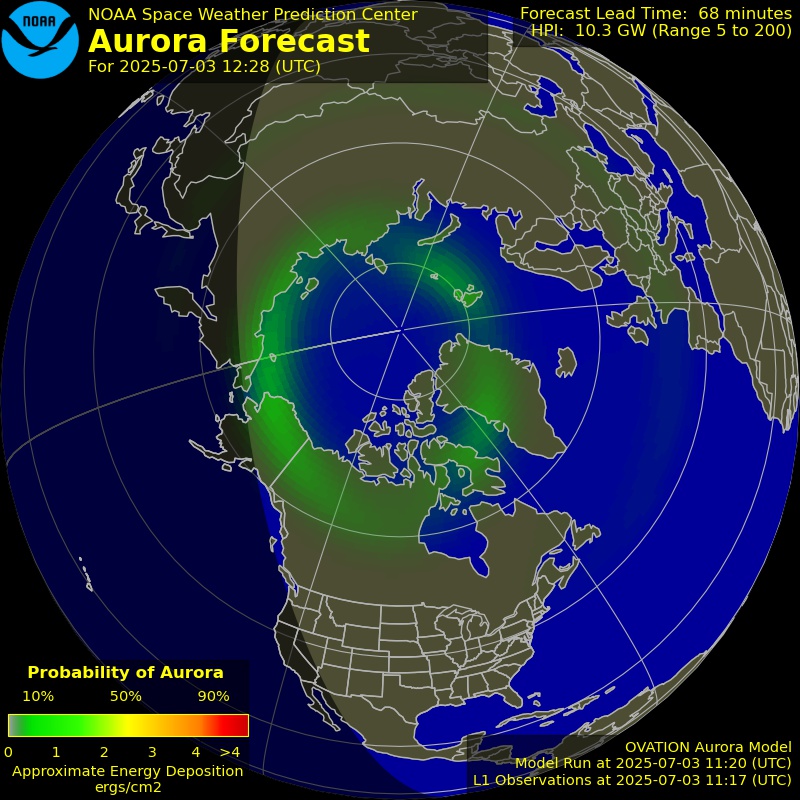 NOAA
NOAA Space Weather Prediction Center
Aurora Forecast
For 2025-07-03 12:28 (UTC)
Forecast Lead Time: 68 minutes
HPI: 10.3 GW (Range 5 to 200)
Probability of Aurora
10% 50% 90%
0 1 2 3 4 >4
Approximate Energy Deposition
ergs/cm2
OVATION Aurora Model
Model Run at 2025-07-03 11:20 (UTC)
L1 Observations at 2025-07-03 11:17 (UTC)